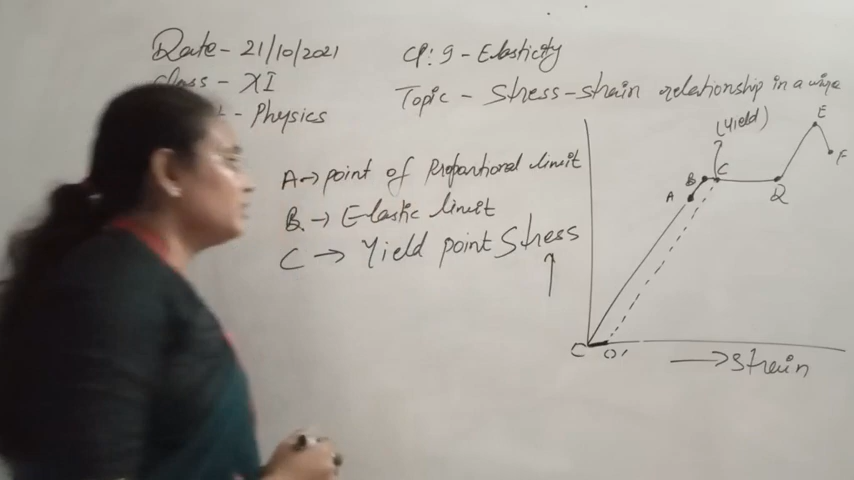 Date - 21/10/2021
Class - XI
- Physics
CP: 9 - Elasticity
Topic - Stress-strain relationship in a wire
A → point of Proportional limit
B. → Elastic limit
C → Yield point
Stress
(Yield)
A
B
C
D
E
F
O
O'
→ Strain